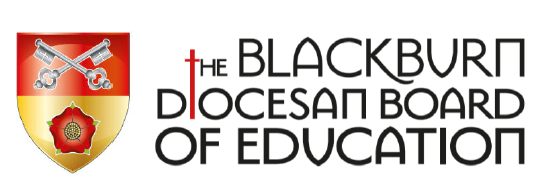 THE BLACKBURN
DIOCESAN BOARD
OF EDUCATION